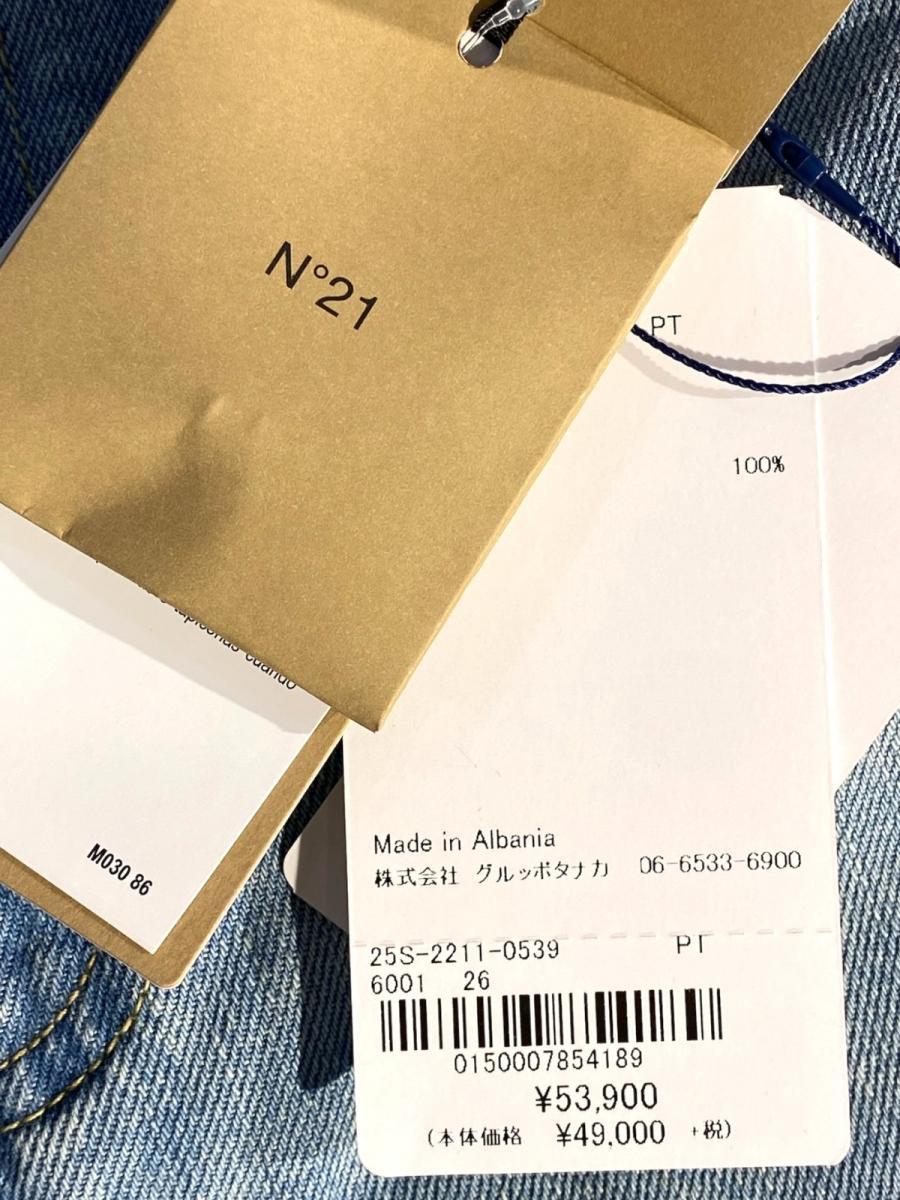 N°21
PT
100%
tapicerias cuando
M030 86
Made in Albania
株式会社 グルッポタナカ 06-6533-6900
25S-2211-0539 PT
6001 26
0150007854189
¥53,900
(本体価格 ¥49,000 +税)